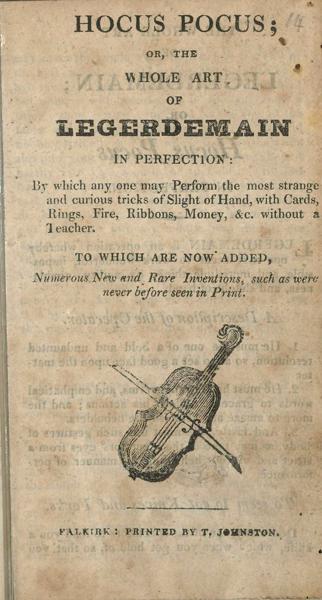 14
HOCUS POCUS;
OR, THE
WHOLE ART
OF
LEGERDEMAIN
IN PERFECTION:
By which any one may Perform the most strange
and curious tricks of Slight of Hand, with Cards,
Rings, Fire, Ribbons, Money, &c. without a
Teacher.
TO WHICH ARE NOW ADDED,
Numerous New and Rare Inventions, such as were
never before seen in Print.
FALKIRK: PRINTED BY T. JOHNSTON.